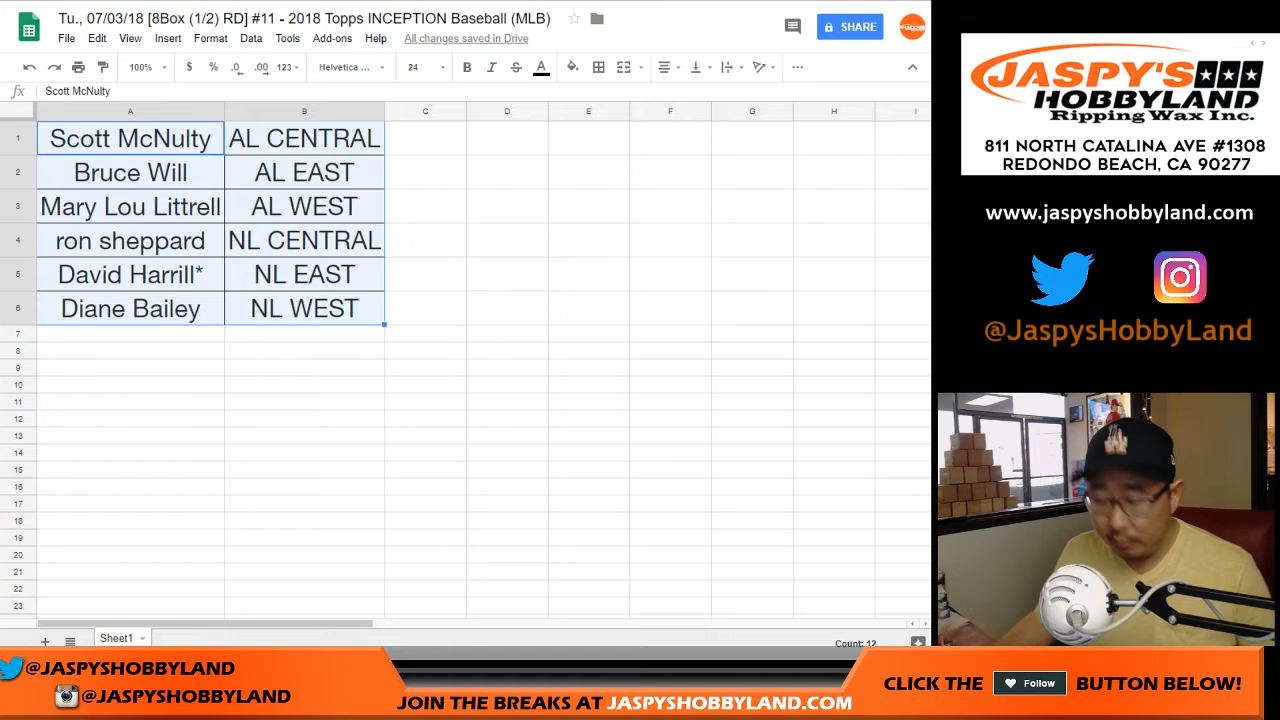 Tu., 07/03/18 [8Box (1/2) RD] #11 - 2018 Topps INCEPTION Baseball (MLB)
File Edit View Insert Format Data Tools Add-ons Help All changes saved in Drive
SHARE
100% $ % .0 .00 123 Helvetica ... 24 B I S A
fx Scott McNulty
A B C D E F G H I
1 Scott McNulty AL CENTRAL
2 Bruce Will AL EAST
3 Mary Lou Littrell AL WEST
4 ron sheppard NL CENTRAL
5 David Harrill* NL EAST
6 Diane Bailey NL WEST
7
8
9
10
11
12
13
14
15
16
17
18
19
20
21
22
23
Sheet1
Count: 12
JASPY'S
HOBBYLAND
Ripping Wax Inc.
811 NORTH CATALINA AVE #1308
REDONDO BEACH, CA 90277
www.jaspyshobbyland.com
@JaspysHobbyLand
@JASPYSHOBBYLAND
@JASPYSHOBBYLAND
JOIN THE BREAKS AT JASPYSHOBBYLAND.COM
CLICK THE Follow BUTTON BELOW!